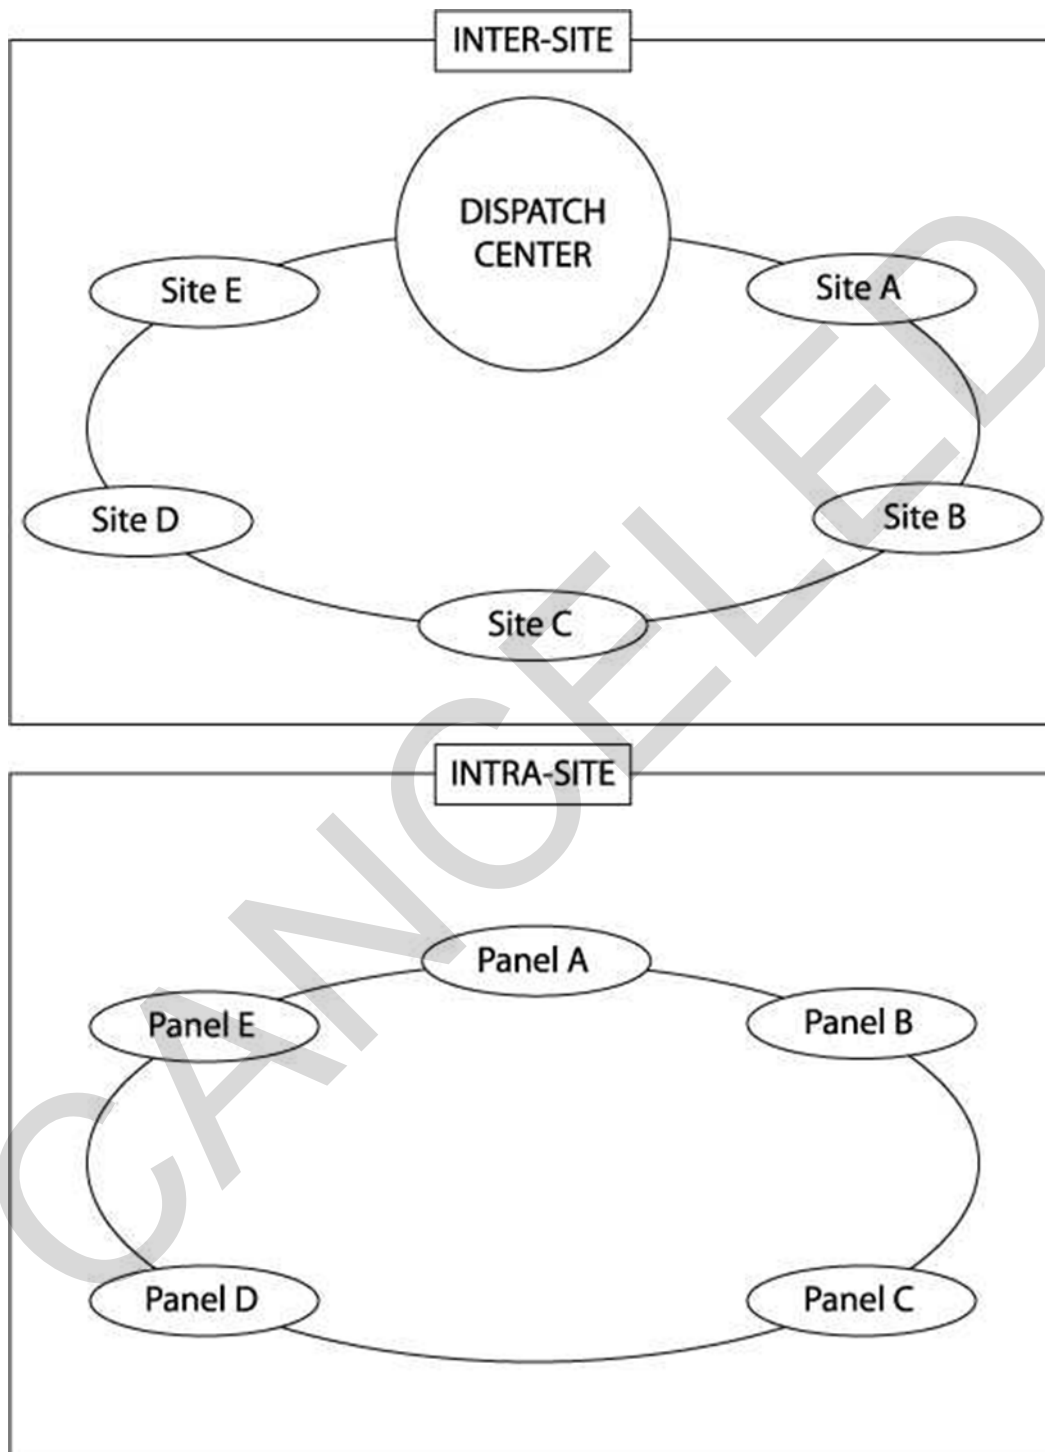 INTER-SITE
DISPATCH
CENTER
Site E
Site A
Site D
Site B
Site C
INTRA-SITE
Panel A
Panel E
Panel B
Panel D
Panel C
CANCELED